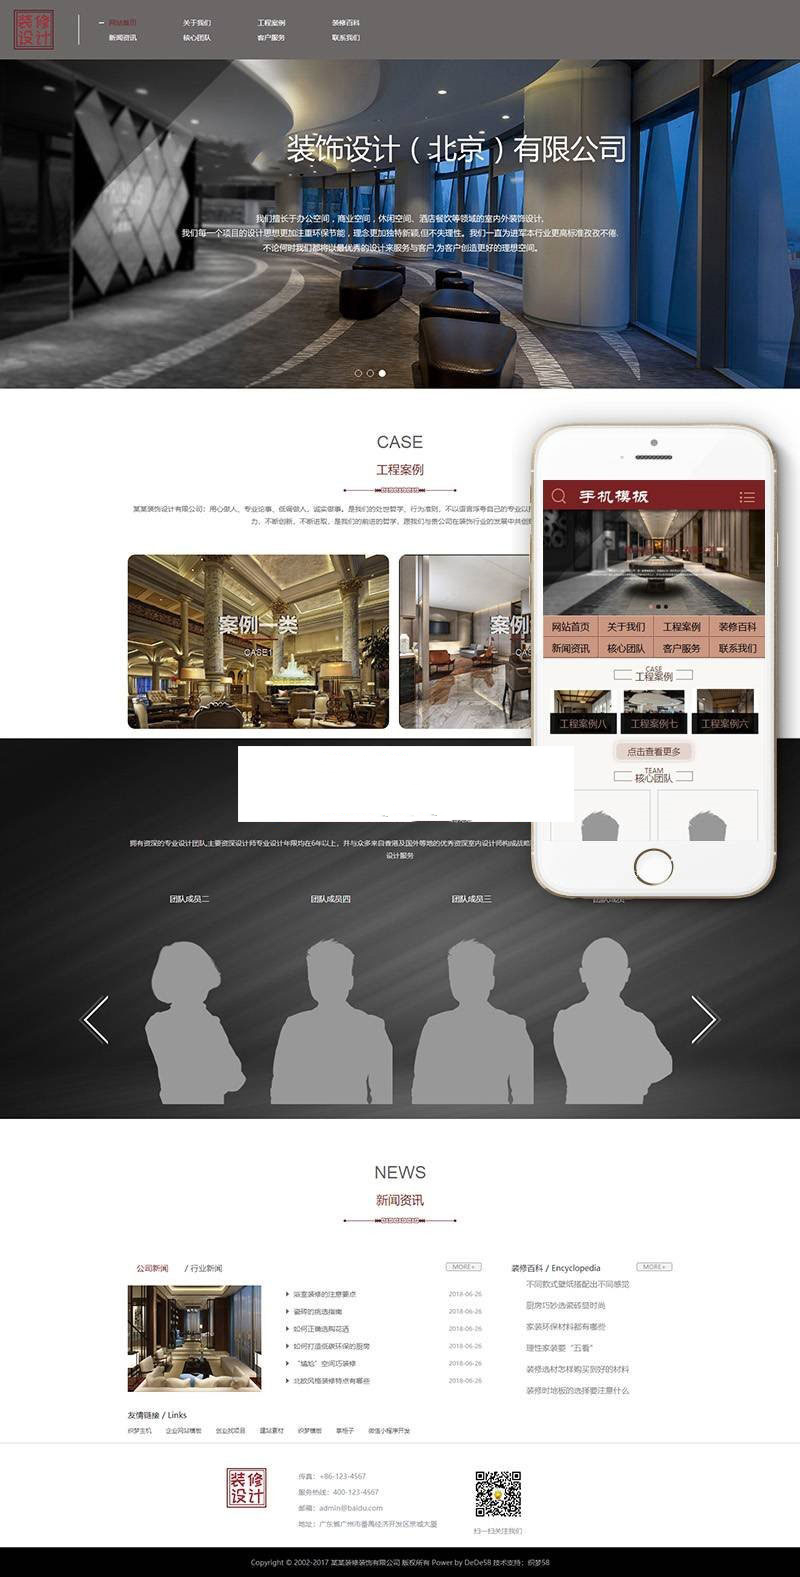 装修
设计
网站首页 关于我们 工程案例 装修百科
新闻资讯 核心团队 客户服务 联系我们
装饰设计（北京）有限公司
我们擅长于办公空间，商业空间，休闲空间、酒店餐饮等领域的室内外装饰设计,
我们每一个项目的设计思想更加注重环保节能，理念更加独特新颖,但不失理性。我们一直为进军本行业更高标准孜孜不倦.
不论何时我们都将以最优秀的设计来服务与客户,为客户创造更好的理想空间。
CASE
工程案例
某某装饰设计有限公司：用心做人、专业论事、低调做人、诚实做事。是我们的处世哲学、行为准则，不以语言浮夸自己的专业以
力、不断创新、不断进取，是我们的前进的哲学，愿我们与贵公司在装饰行业的发展中共创
案例一类
CASE1
案例
CAS
手机模板
网站首页 关于我们 工程案例 装修百科
新闻资讯 核心团队 客户服务 联系我们
CASE
工程案例
工程案例八 工程案例七 工程案例六
点击查看更多
TEAM
核心团队
拥有资深的专业设计团队,主要资深设计师专业设计年限均在6年以上，并与众多来自香港及国外等地的优秀资深室内设计师构成战略
设计服务
团队成员二 团队成员四 团队成员三
NEWS
新闻资讯
公司新闻 / 行业新闻 MORE+
浴室装修的注意要点 2018-06-26
瓷砖的挑选指南 2018-06-26
如何正确选购花洒 2018-06-26
如何打造低碳环保的厨房 2018-06-26
“尴尬”空间巧装修 2018-06-26
北欧风格装修特点有哪些 2018-06-26
装修百科 / Encyclopedia MORE+
不同款式壁纸搭配出不同感觉
厨房巧妙选瓷砖显时尚
家装环保材料都有哪些
理性家装要“五看”
装修选材怎样购买到好的材料
装修时地板的选择要注意什么
友情链接 / Links
织梦主机 企业网站模板 创业找项目 建站素材 织梦模板 掌柜子 微信小程序开发
装修
设计
传真：+86-123-4567
服务热线：400-123-4567
邮箱：admin@baidu.com
地址：广东省广州市番禺经济开发区京城大厦
扫一扫关注我们
Copyright © 2002-2017 某某装修装饰有限公司 版权所有 Power by DeDe58 技术支持：织梦58